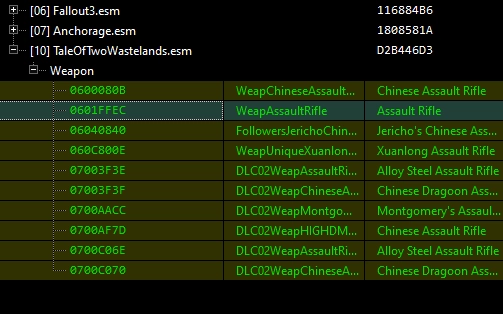 [06] Fallout3.esm 116884B6
[07] Anchorage.esm 1808581A
[10] TaleOfTwoWastelands.esm D2B446D3
Weapon
0600080B WeapChineseAssault... Chinese Assault Rifle
0601FFEC WeapAssaultRifle Assault Rifle
06040840 FollowersJerichoChin... Jericho's Chinese Ass...
060C800E WeapUniqueXuanlon... Xuanlong Assault Rifle
07003F3E DLC02WeapAssaultRi... Alloy Steel Assault Rifle
07003F3F DLC02WeapChineseA... Chinese Dragoon Ass...
0700AACC DLC02WeapMontgo... Montgomery's Assaul...
0700AF7D DLC02WeapHIGHDM... Chinese Assault Rifle
0700C06E DLC02WeapAssaultRi... Alloy Steel Assault Rifle
0700C070 DLC02WeapChineseA... Chinese Dragoon Ass...